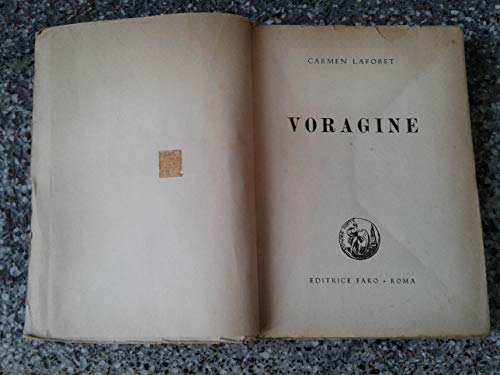 CARMEN LAFORET
VORAGINE
EDITRICE FARO - ROMA